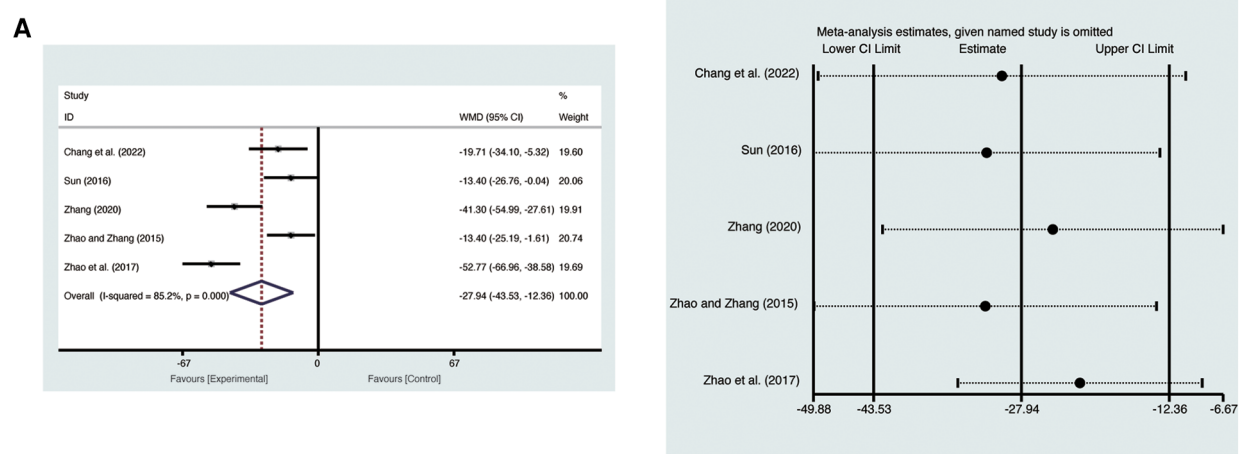 A
Study %
ID WMD (95% CI) Weight
Chang et al. (2022) -19.71 (-34.10, -5.32) 19.60
Sun (2016) -13.40 (-26.76, -0.04) 20.06
Zhang (2020) -41.30 (-54.99, -27.61) 19.91
Zhao and Zhang (2015) -13.40 (-25.19, -1.61) 20.74
Zhao et al. (2017) -52.77 (-66.96, -38.58) 19.69
Overall (I-squared = 85.2%, p = 0.000) -27.94 (-43.53, -12.36) 100.00
-67 0 67
Favours [Experimental] Favours [Control]
Meta-analysis estimates, given named study is omitted
Lower CI Limit Estimate Upper CI Limit
Chang et al. (2022)
Sun (2016)
Zhang (2020)
Zhao and Zhang (2015)
Zhao et al. (2017)
-49.88 -43.53 -27.94 -12.36 -6.67